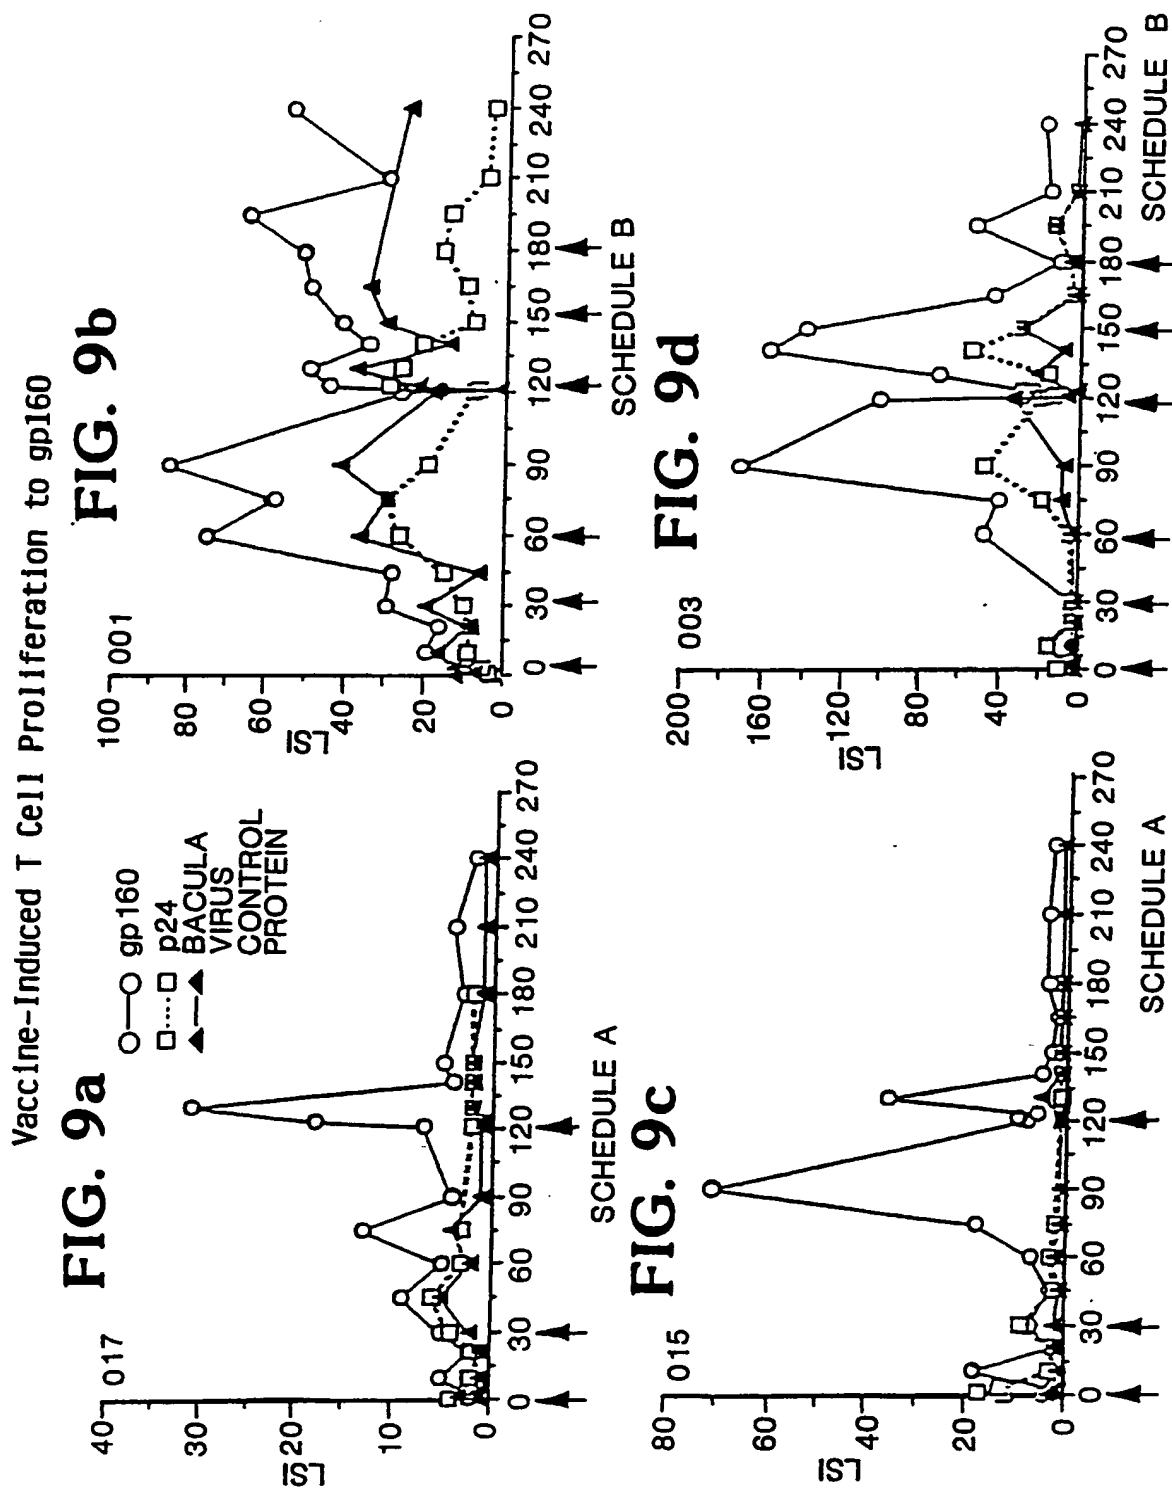 Vaccine-Induced T Cell Proliferation to gp160
FIG. 9a
017
gp160
p24
BACULA
VIRUS
CONTROL
PROTEIN
LSI
40
30
20
10
0
0 30 60 90 120 150 180 210 240 270
SCHEDULE A
FIG. 9b
001
LSI
100
80
60
40
20
0
0 30 60 90 120 150 180 210 240 270
SCHEDULE B
FIG. 9c
015
LSI
80
60
40
20
0
0 30 60 90 120 150 180 210 240 270
SCHEDULE A
FIG. 9d
003
LSI
200
160
120
80
40
0
0 30 60 90 120 150 180 210 240 270
SCHEDULE B